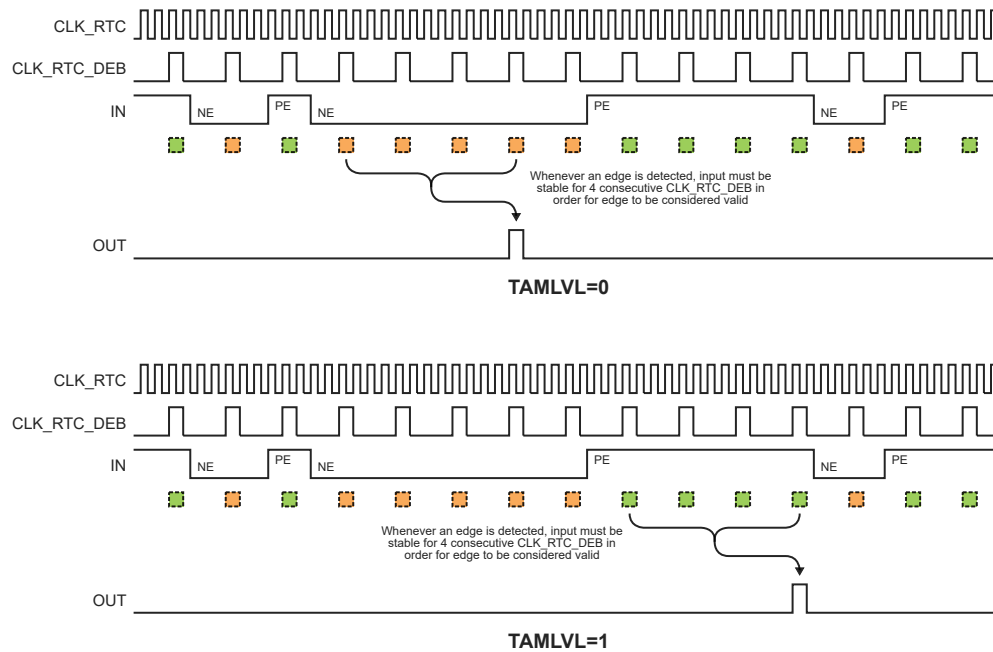 CLK_RTC
CLK_RTC_DEB
IN
NE
PE
NE
PE
NE
PE
Whenever an edge is detected, input must be
stable for 4 consecutive CLK_RTC_DEB in
order for edge to be considered valid
OUT
TAMLVL=0
CLK_RTC
CLK_RTC_DEB
IN
NE
PE
NE
PE
NE
PE
Whenever an edge is detected, input must be
stable for 4 consecutive CLK_RTC_DEB in
order for edge to be considered valid
OUT
TAMLVL=1